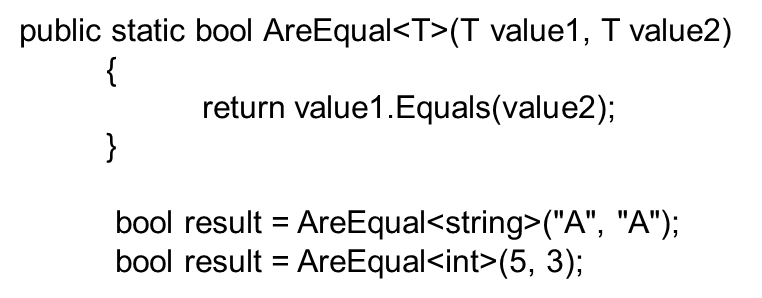 public static bool AreEqual<T>(T value1, T value2)
{
return value1.Equals(value2);
}
bool result = AreEqual<string>("A", "A");
bool result = AreEqual<int>(5, 3);